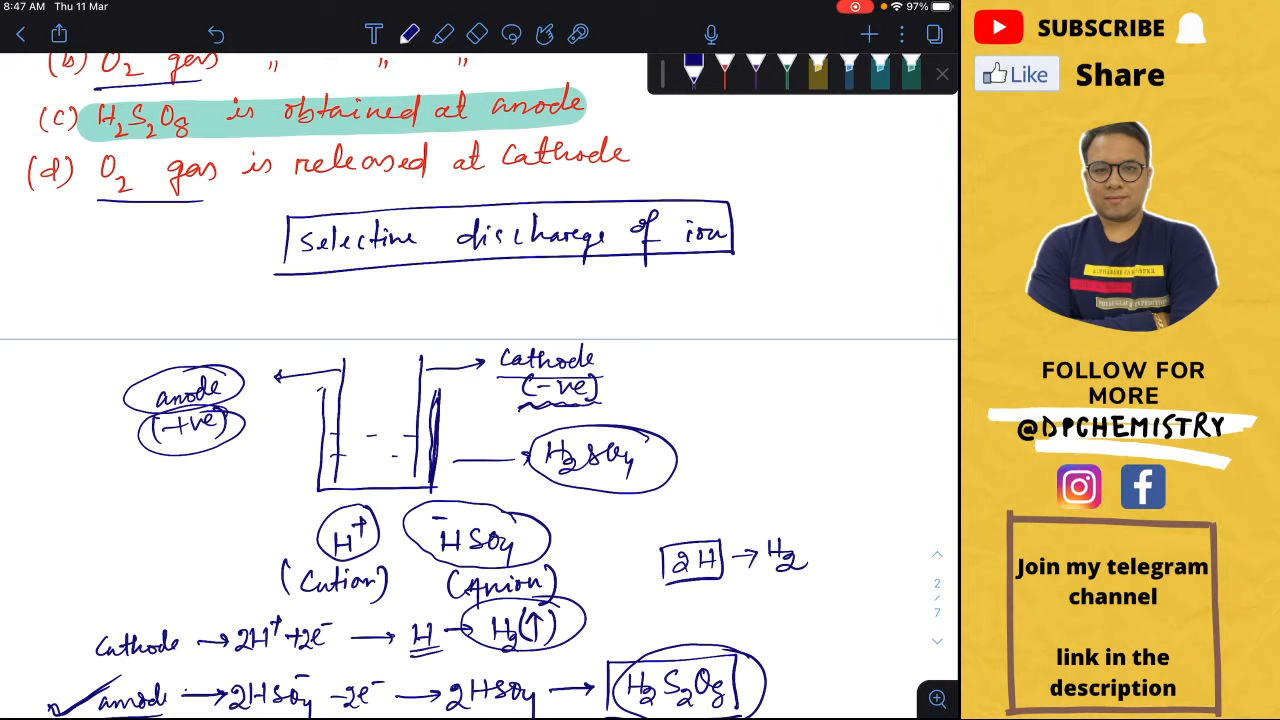 8:47 AM Thu 11 Mar
97%
(b) O2 gas " " "
(c) H2S2O8 is obtained at anode
(d) O2 gas is released at cathode
Selective discharge of ion
anode
(+ve)
Cathode
(-ve)
H2SO4
H+
(Cation)
-HSO4
(Anion)
2H → H2
Cathode → 2H+ +2e- → H → H2(↑)
anode → 2HSO4- -2e- → 2HSO4 → H2S2O8
2/7
SUBSCRIBE
Like
Share
FOLLOW FOR
MORE
@DPCHEMISTRY
Join my telegram
channel
link in the
description